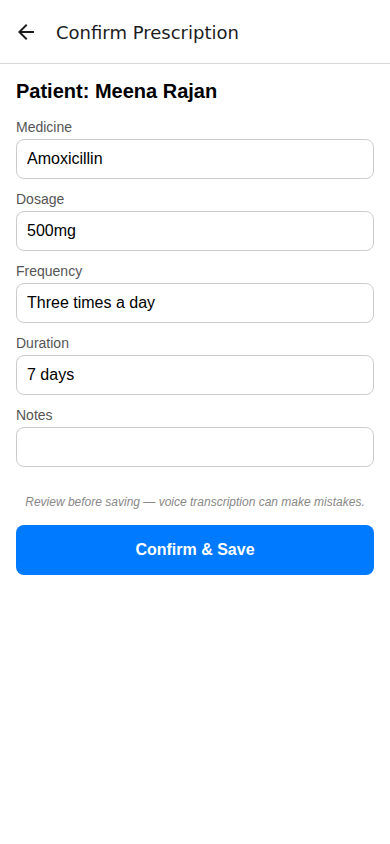 Confirm Prescription
Patient: Meena Rajan
Medicine
Amoxicillin
Dosage
500mg
Frequency
Three times a day
Duration
7 days
Notes
Review before saving — voice transcription can make mistakes.
Confirm & Save